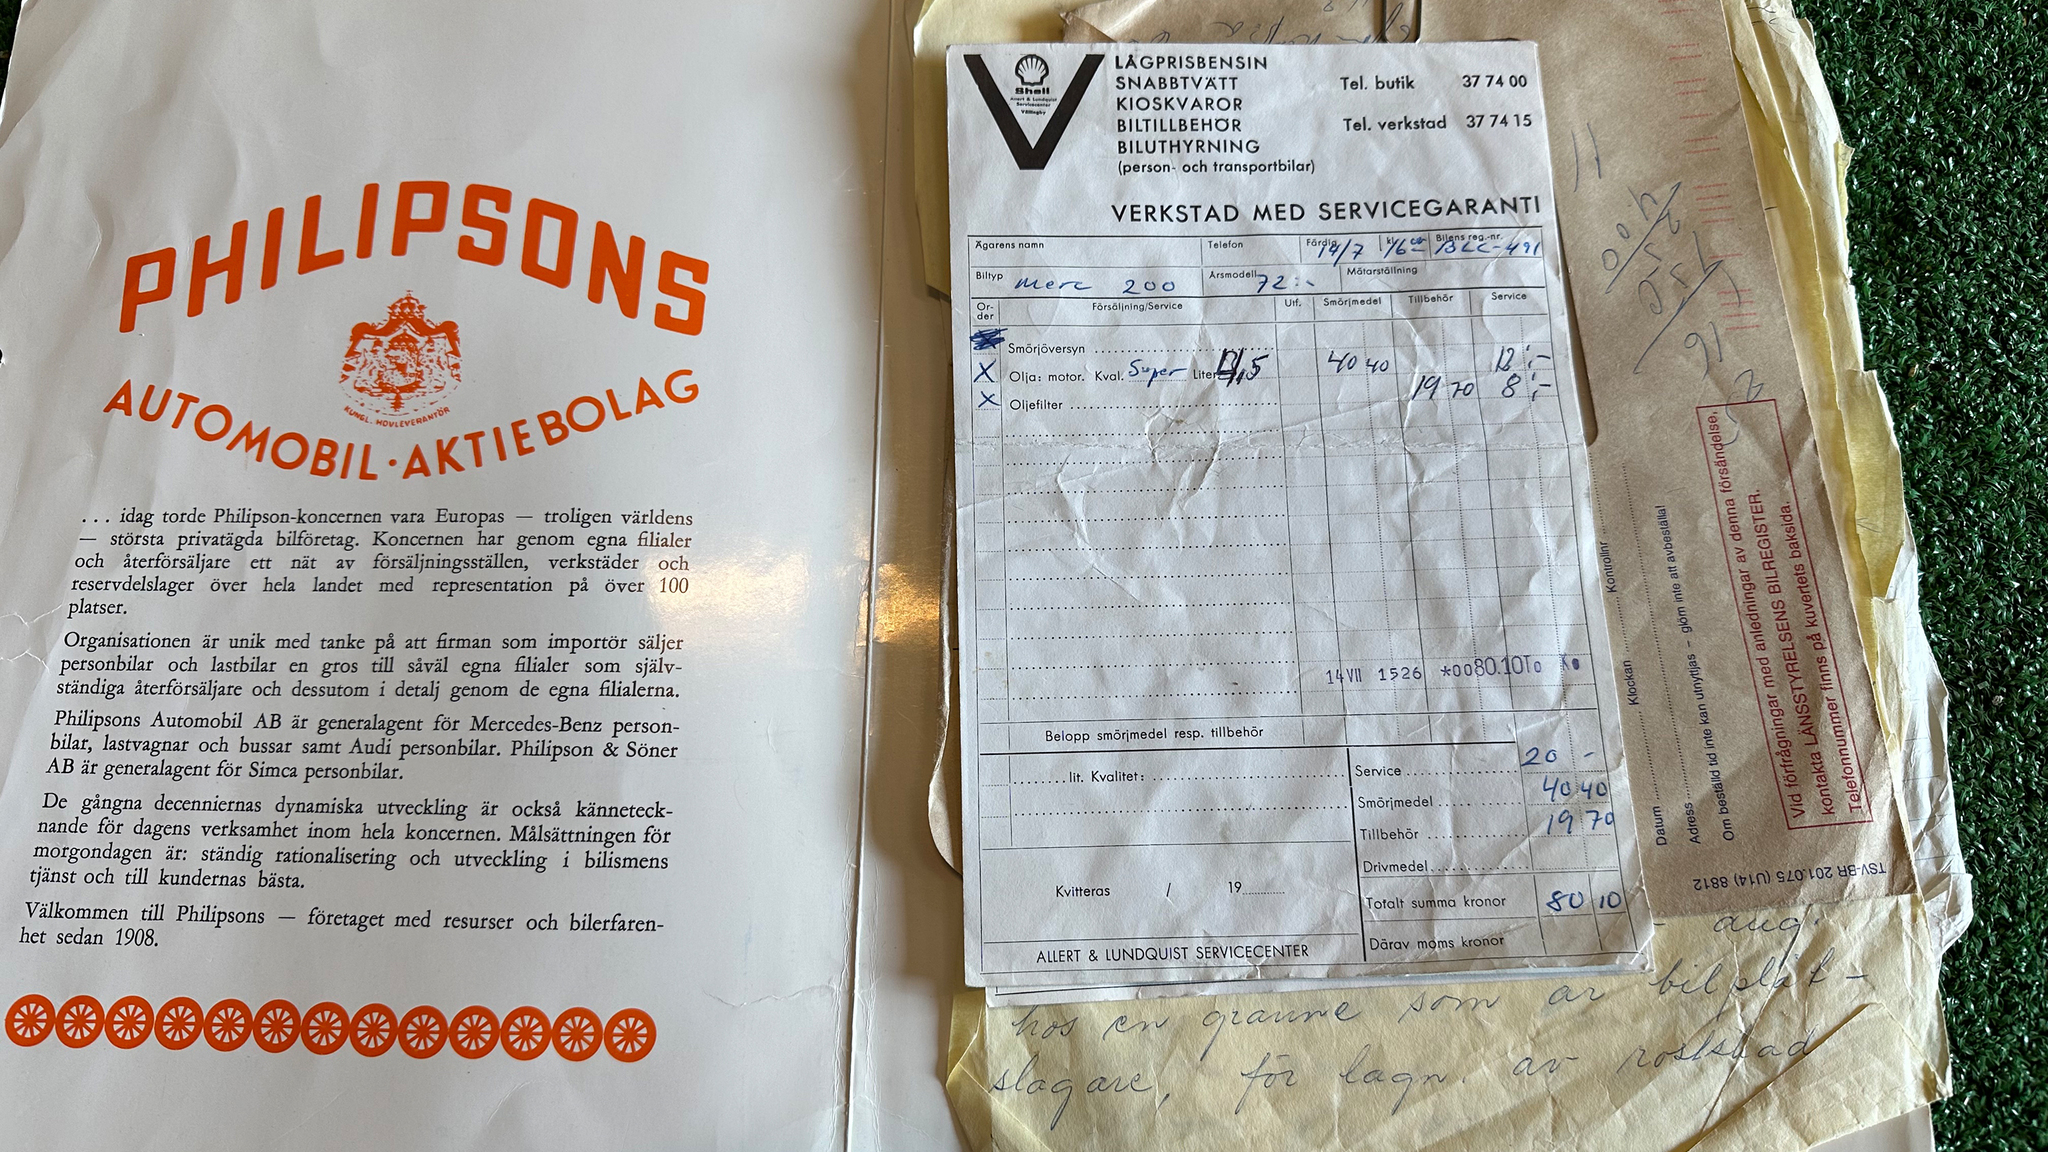 PHILIPSONS
KUNGL. HOVLEVERANTÖR
AUTOMOBIL·AKTIEBOLAG
... idag torde Philipson-koncernen vara Europas — troligen världens
— största privatägda bilföretag. Koncernen har genom egna filialer
och återförsäljare ett nät av försäljningsställen, verkstäder och
reservdelslager över hela landet med representation på över 100
platser.
Organisationen är unik med tanke på att firman som importör säljer
personbilar och lastbilar en gros till såväl egna filialer som själv-
ständiga återförsäljare och dessutom i detalj genom de egna filialerna.
Philipsons Automobil AB är generalagent för Mercedes-Benz person-
bilar, lastvagnar och bussar samt Audi personbilar. Philipson & Söner
AB är generalagent för Simca personbilar.
De gångna decenniernas dynamiska utveckling är också känneteck-
nande för dagens verksamhet inom hela koncernen. Målsättningen för
morgondagen är: ständig rationalisering och utveckling i bilismens
tjänst och till kundernas bästa.
Välkommen till Philipsons — företaget med resurser och bilerfaren-
het sedan 1908.
Shell
Allert & Lundquist
Servicecenter
Vällingby
LÅGPRISBENSIN
SNABBTVÄTT
KIOSKVAROR
BILTILLBEHÖR
BILUTHYRNING
(person- och transportbilar)
Tel. butik 37 74 00
Tel. verkstad 37 74 15
VERKSTAD MED SERVICEGARANTI
Ägarens namn Telefon Färdig 14/7 kl. Bilens reg.-nr.
Biltyp Merc 200 Årsmodell 72:- Mätarställning
Or-der Försäljning/Service Utf. Smörjmedel Tillbehör Service
Smörjöversyn
X Olja: motor. Kval. Super Liter 4,5 40 40 12:-
X Oljefilter 19 70 8:-
14 VII 1526 *0080.10To
Belopp smörjmedel resp. tillbehör
lit. Kvalitet:
Service 20 -
Smörjmedel 40 40
Tillbehör 19 70
Drivmedel
Totalt summa kronor 80 10
Därav moms kronor
Kvitteras / 19
ALLERT & LUNDQUIST SERVICECENTER
Klockan Kontrollnr
Datum
Adress
Om beställd tid inte kan utnyttjas – glöm inte att avbeställa!
Vid förfrågningar med anledningar av denna försändelse,
kontakta LÄNSSTYRELSENS BILREGISTER.
Telefonnummer finns på kuvertets baksida.
TSV-BR 201.075 (U14) 8812
aug.
hos en granne som är bilplåt-
slagare, för lagn. av rostskad